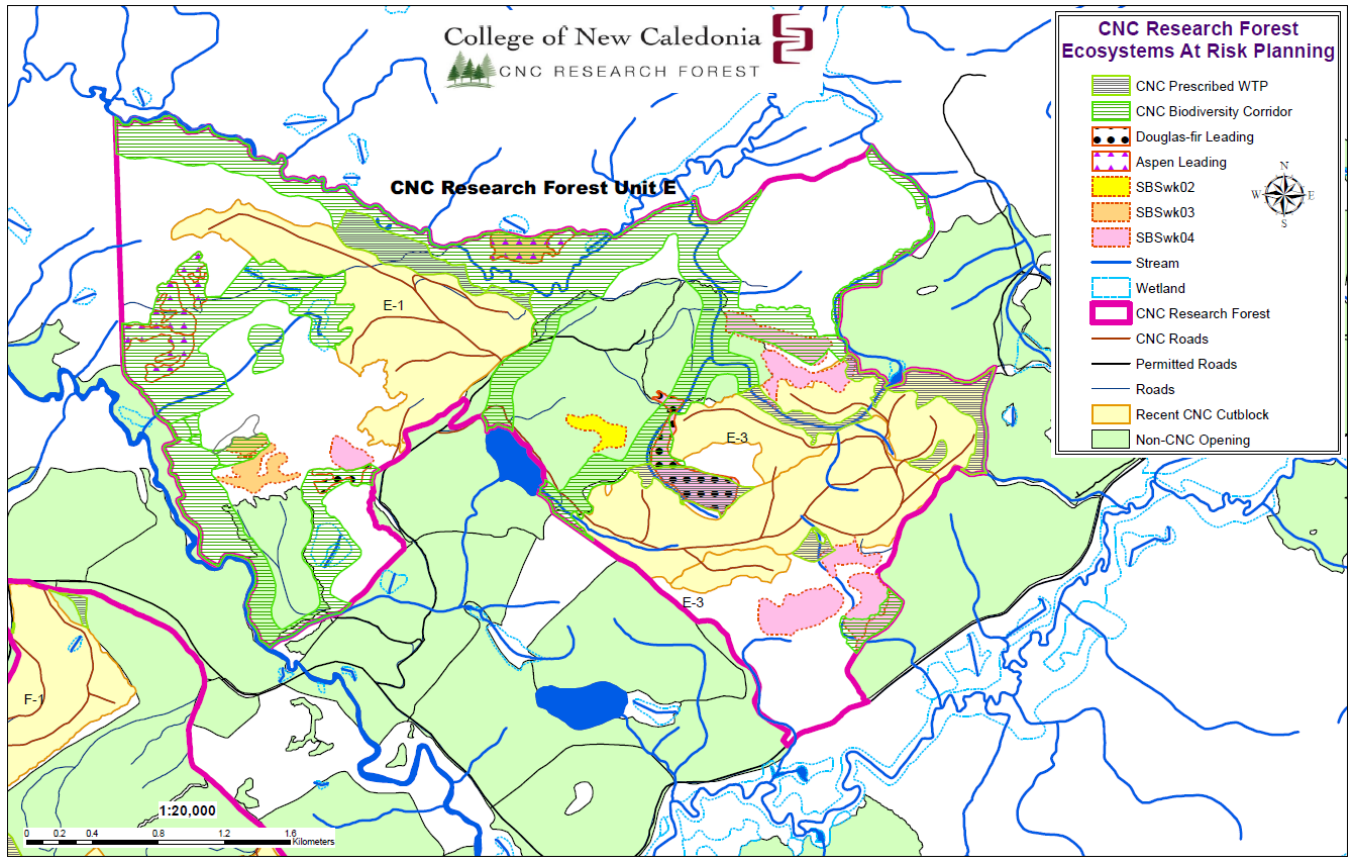 College of New Caledonia
CNC RESEARCH FOREST
CNC Research Forest
Ecosystems At Risk Planning
CNC Prescribed WTP
CNC Biodiversity Corridor
Douglas-fir Leading
Aspen Leading
SBSwk02
SBSwk03
SBSwk04
Stream
Wetland
CNC Research Forest
CNC Roads
Permitted Roads
Roads
Recent CNC Cutblock
Non-CNC Opening
N
W
E
S
CNC Research Forest Unit E
E-1
E-3
E-3
F-1
1:20,000
0 0.2 0.4 0.8 1.2 1.6
Kilometers